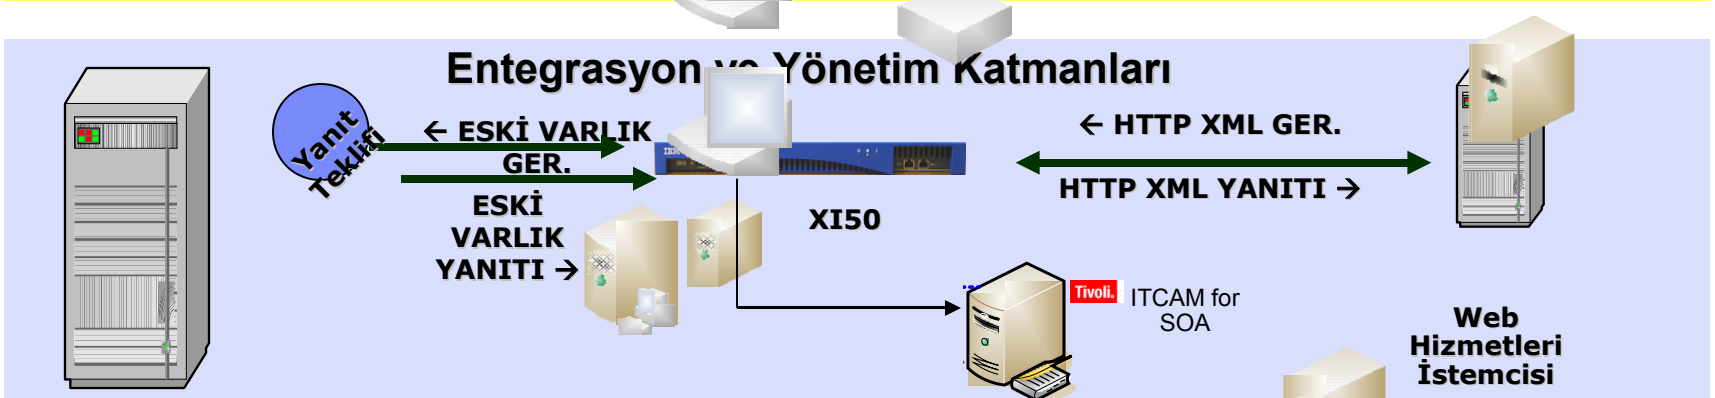 Entegrasyon ve Yönetim Katmanları
Yanıt
Teklifi
← ESKİ VARLIK
GER.
ESKİ
VARLIK
YANITI →
XI50
← HTTP XML GER.
HTTP XML YANITI →
Tivoli.
ITCAM for
SOA
Web
Hizmetleri
İstemcisi